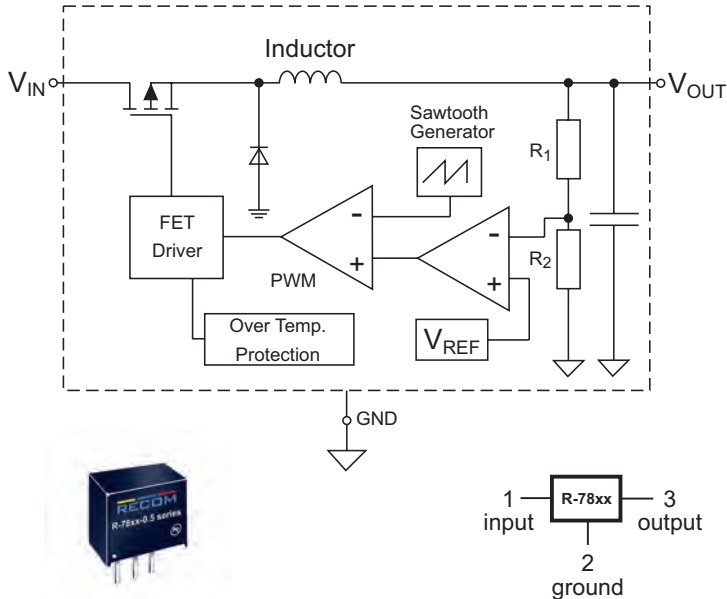 Inductor
VIN
VOUT
Sawtooth
Generator
R1
-
-
FET
Driver
R2
+
+
PWM
VREF
Over Temp.
Protection
GND
RECOM
R-78xx-0.5 series
1
R-78xx
3
input
output
2
ground